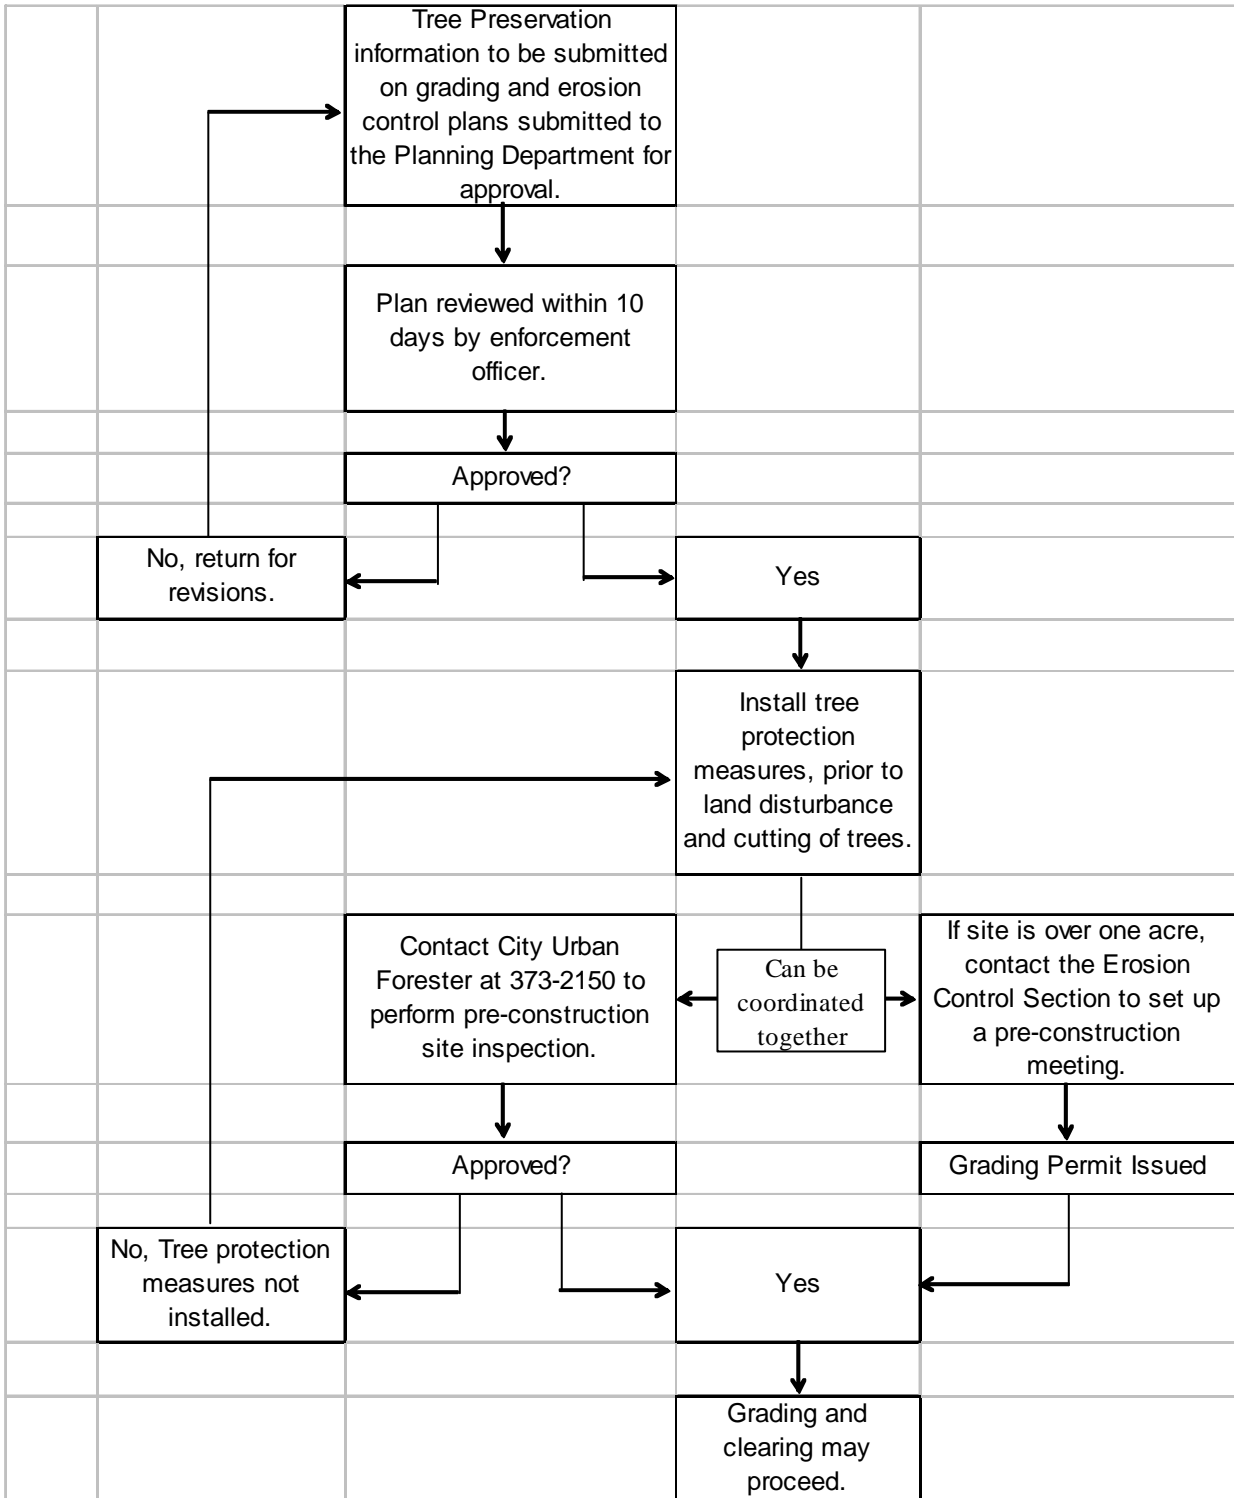 Tree Preservation
information to be submitted
on grading and erosion
control plans submitted to
the Planning Department for
approval.
Plan reviewed within 10
days by enforcement
officer.
Approved?
No, return for
revisions.
Yes
Install tree
protection
measures, prior to
land disturbance
and cutting of trees.
Contact City Urban
Forester at 373-2150 to
perform pre-construction
site inspection.
Can be
coordinated
together
If site is over one acre,
contact the Erosion
Control Section to set up
a pre-construction
meeting.
Approved?
Grading Permit Issued
No, Tree protection
measures not
installed.
Yes
Grading and
clearing may
proceed.